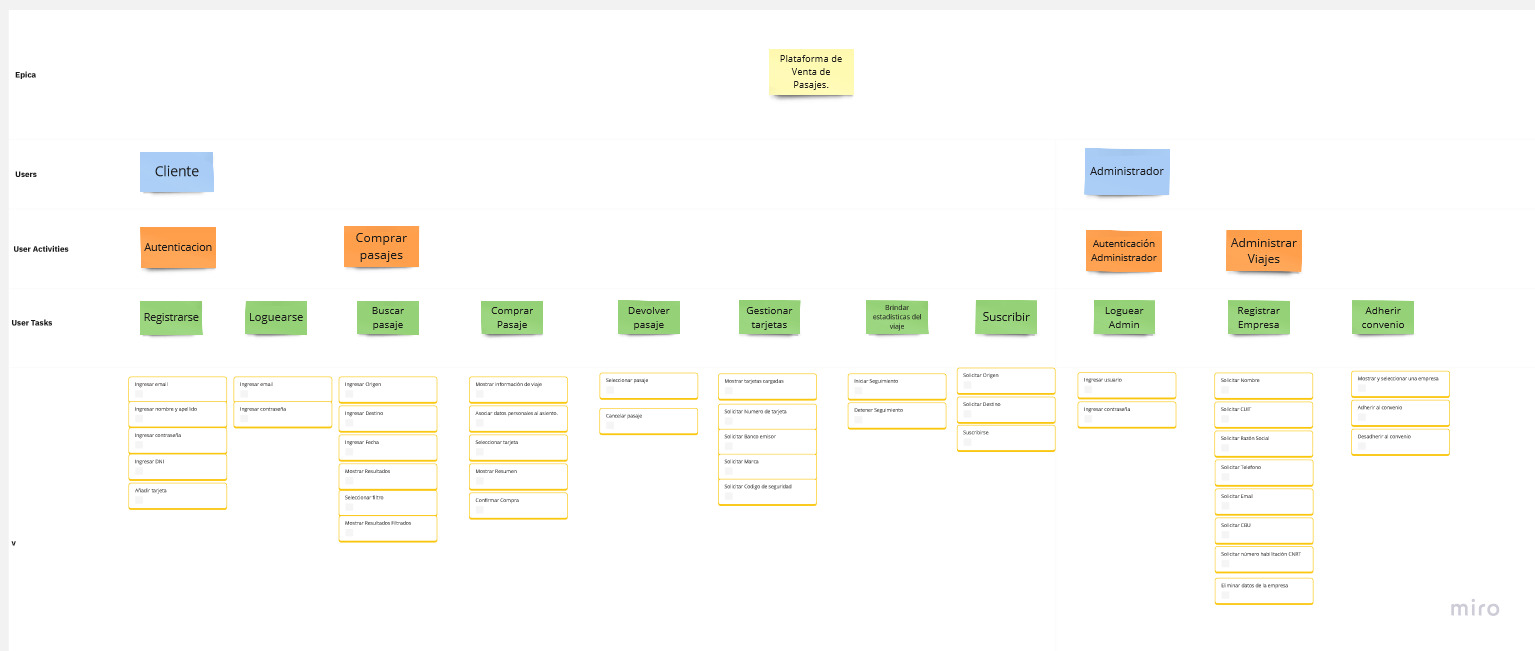 Epica
Plataforma de
Venta de
Pasajes.
Users
Cliente
Administrador
User Activities
Autenticacion
Comprar
pasajes
Autenticación
Administrador
Administrar
Viajes
User Tasks
Registrarse
Loguearse
Buscar
pasaje
Comprar
Pasaje
Devolver
pasaje
Gestionar
tarjetas
Brindar
estadísticas del
viaje
Suscribir
Loguear
Admin
Registrar
Empresa
Adherir
convenio
Ingresar email
Ingresar nombre y apellido
Ingresar contraseña
Ingresar DNI
Añadir tarjeta
Ingresar email
Ingresar contraseña
Ingresar Origen
Ingresar Destino
Ingresar Fecha
Mostrar Resultados
Seleccionar filtro
Mostrar Resultados Filtrados
Mostrar información de viaje
Asociar datos personales al asiento.
Seleccionar tarjeta
Mostrar Resumen
Confirmar Compra
Seleccionar pasaje
Cancelar pasaje
Mostrar tarjetas cargadas
Solicitar Numero de tarjeta
Solicitar Banco emisor
Solicitar Marca
Solicitar Codigo de seguridad
Iniciar Seguimiento
Detener Seguimiento
Solicitar Origen
Solicitar Destino
Suscribirse
Ingresar usuario
Ingresar contraseña
Solicitar Nombre
Solicitar CUIT
Solicitar Razón Social
Solicitar Telefono
Solicitar Email
Solicitar CBU
Solicitar número habilitación CNRT
Eliminar datos de la empresa
Mostrar y seleccionar una empresa
Adherir al convenio
Desadherir al convenio
v
miro